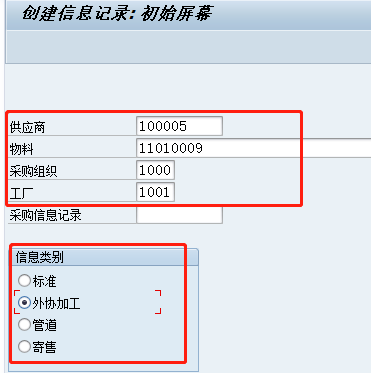 创建信息记录: 初始屏幕
供应商 100005
物料 11010009
采购组织 1000
工厂 1001
采购信息记录
信息类别
标准
外协加工
管道
寄售